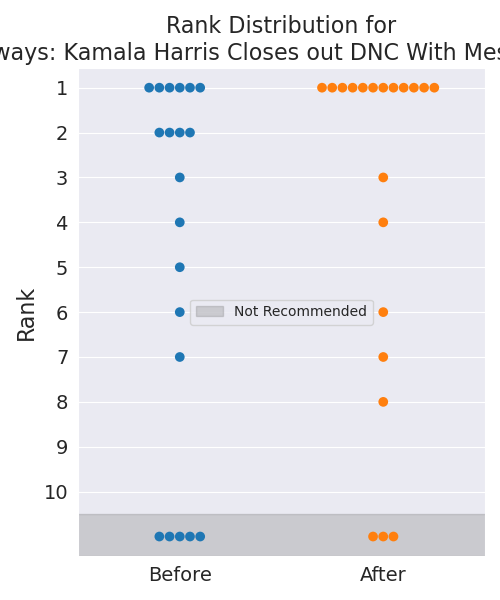 Rank Distribution for
ways: Kamala Harris Closes out DNC With Mes
1
2
3
4
5
6
7
8
9
10
Rank
Not Recommended
Before
After